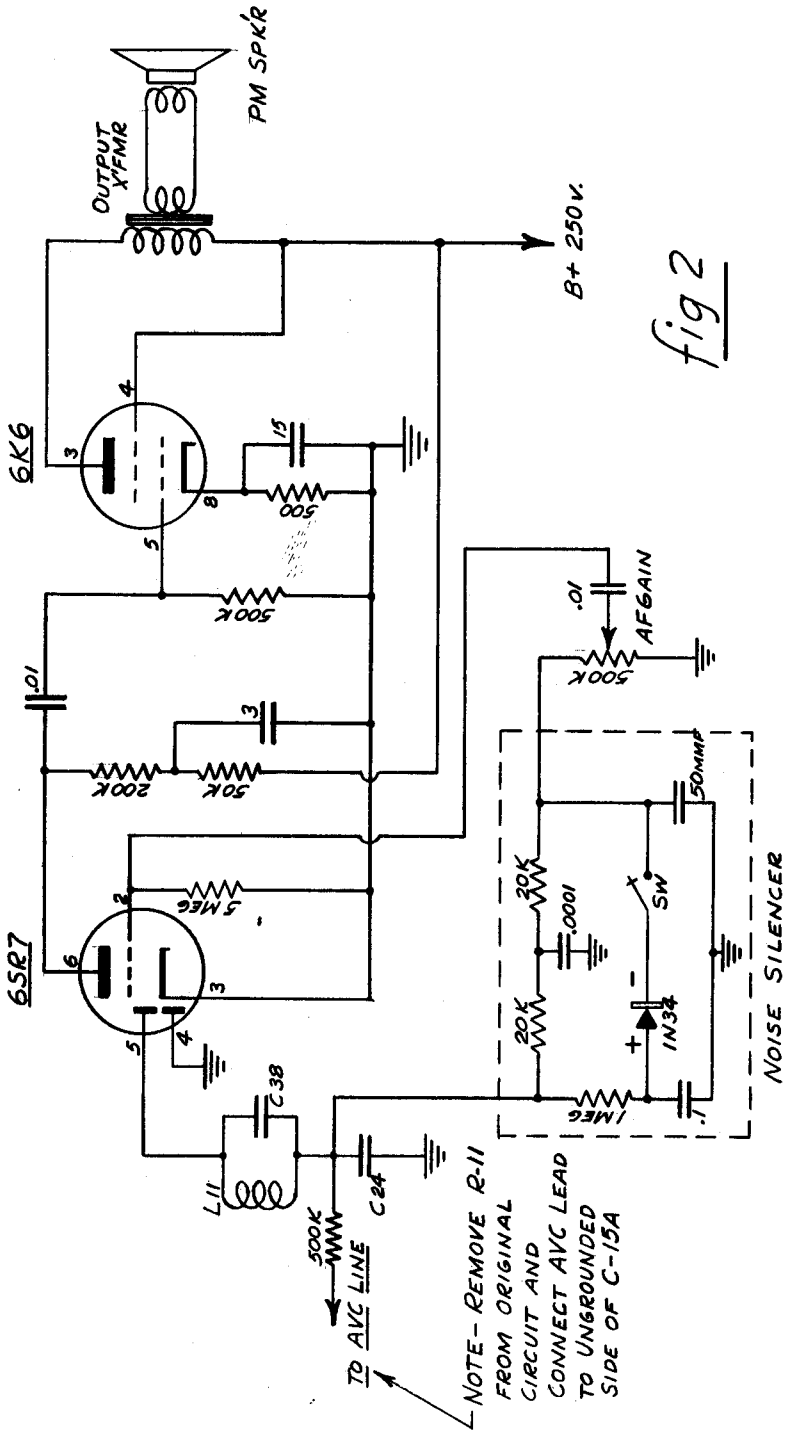 6SR7
6K6
OUTPUT
X'FMR
PM SPK'R
6
2
3
5
4
3
4
5
8
.01
200K
50K
3
500K
500
15
5 MEG
B+ 250V.
L11
C38
500K
C24
TO AVC LINE
NOTE - REMOVE R-11
FROM ORIGINAL
CIRCUIT AND
CONNECT AVC LEAD
TO UNGROUNDED
SIDE OF C-15A
20K
20K
.0001
1 MEG
+
-
1N34
SW
.1
50MMF
NOISE SILENCER
.01
500K
AF GAIN
fig 2